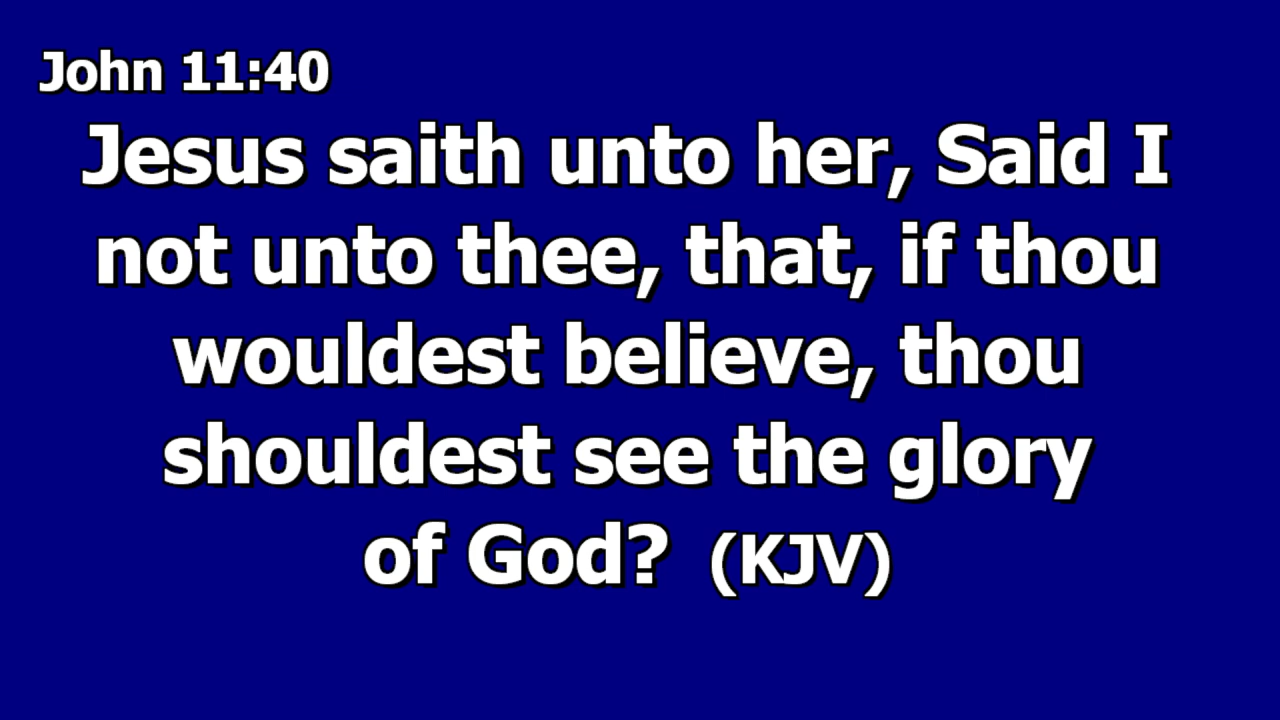 John 11:40
Jesus saith unto her, Said I
not unto thee, that, if thou
wouldest believe, thou
shouldest see the glory
of God? (KJV)